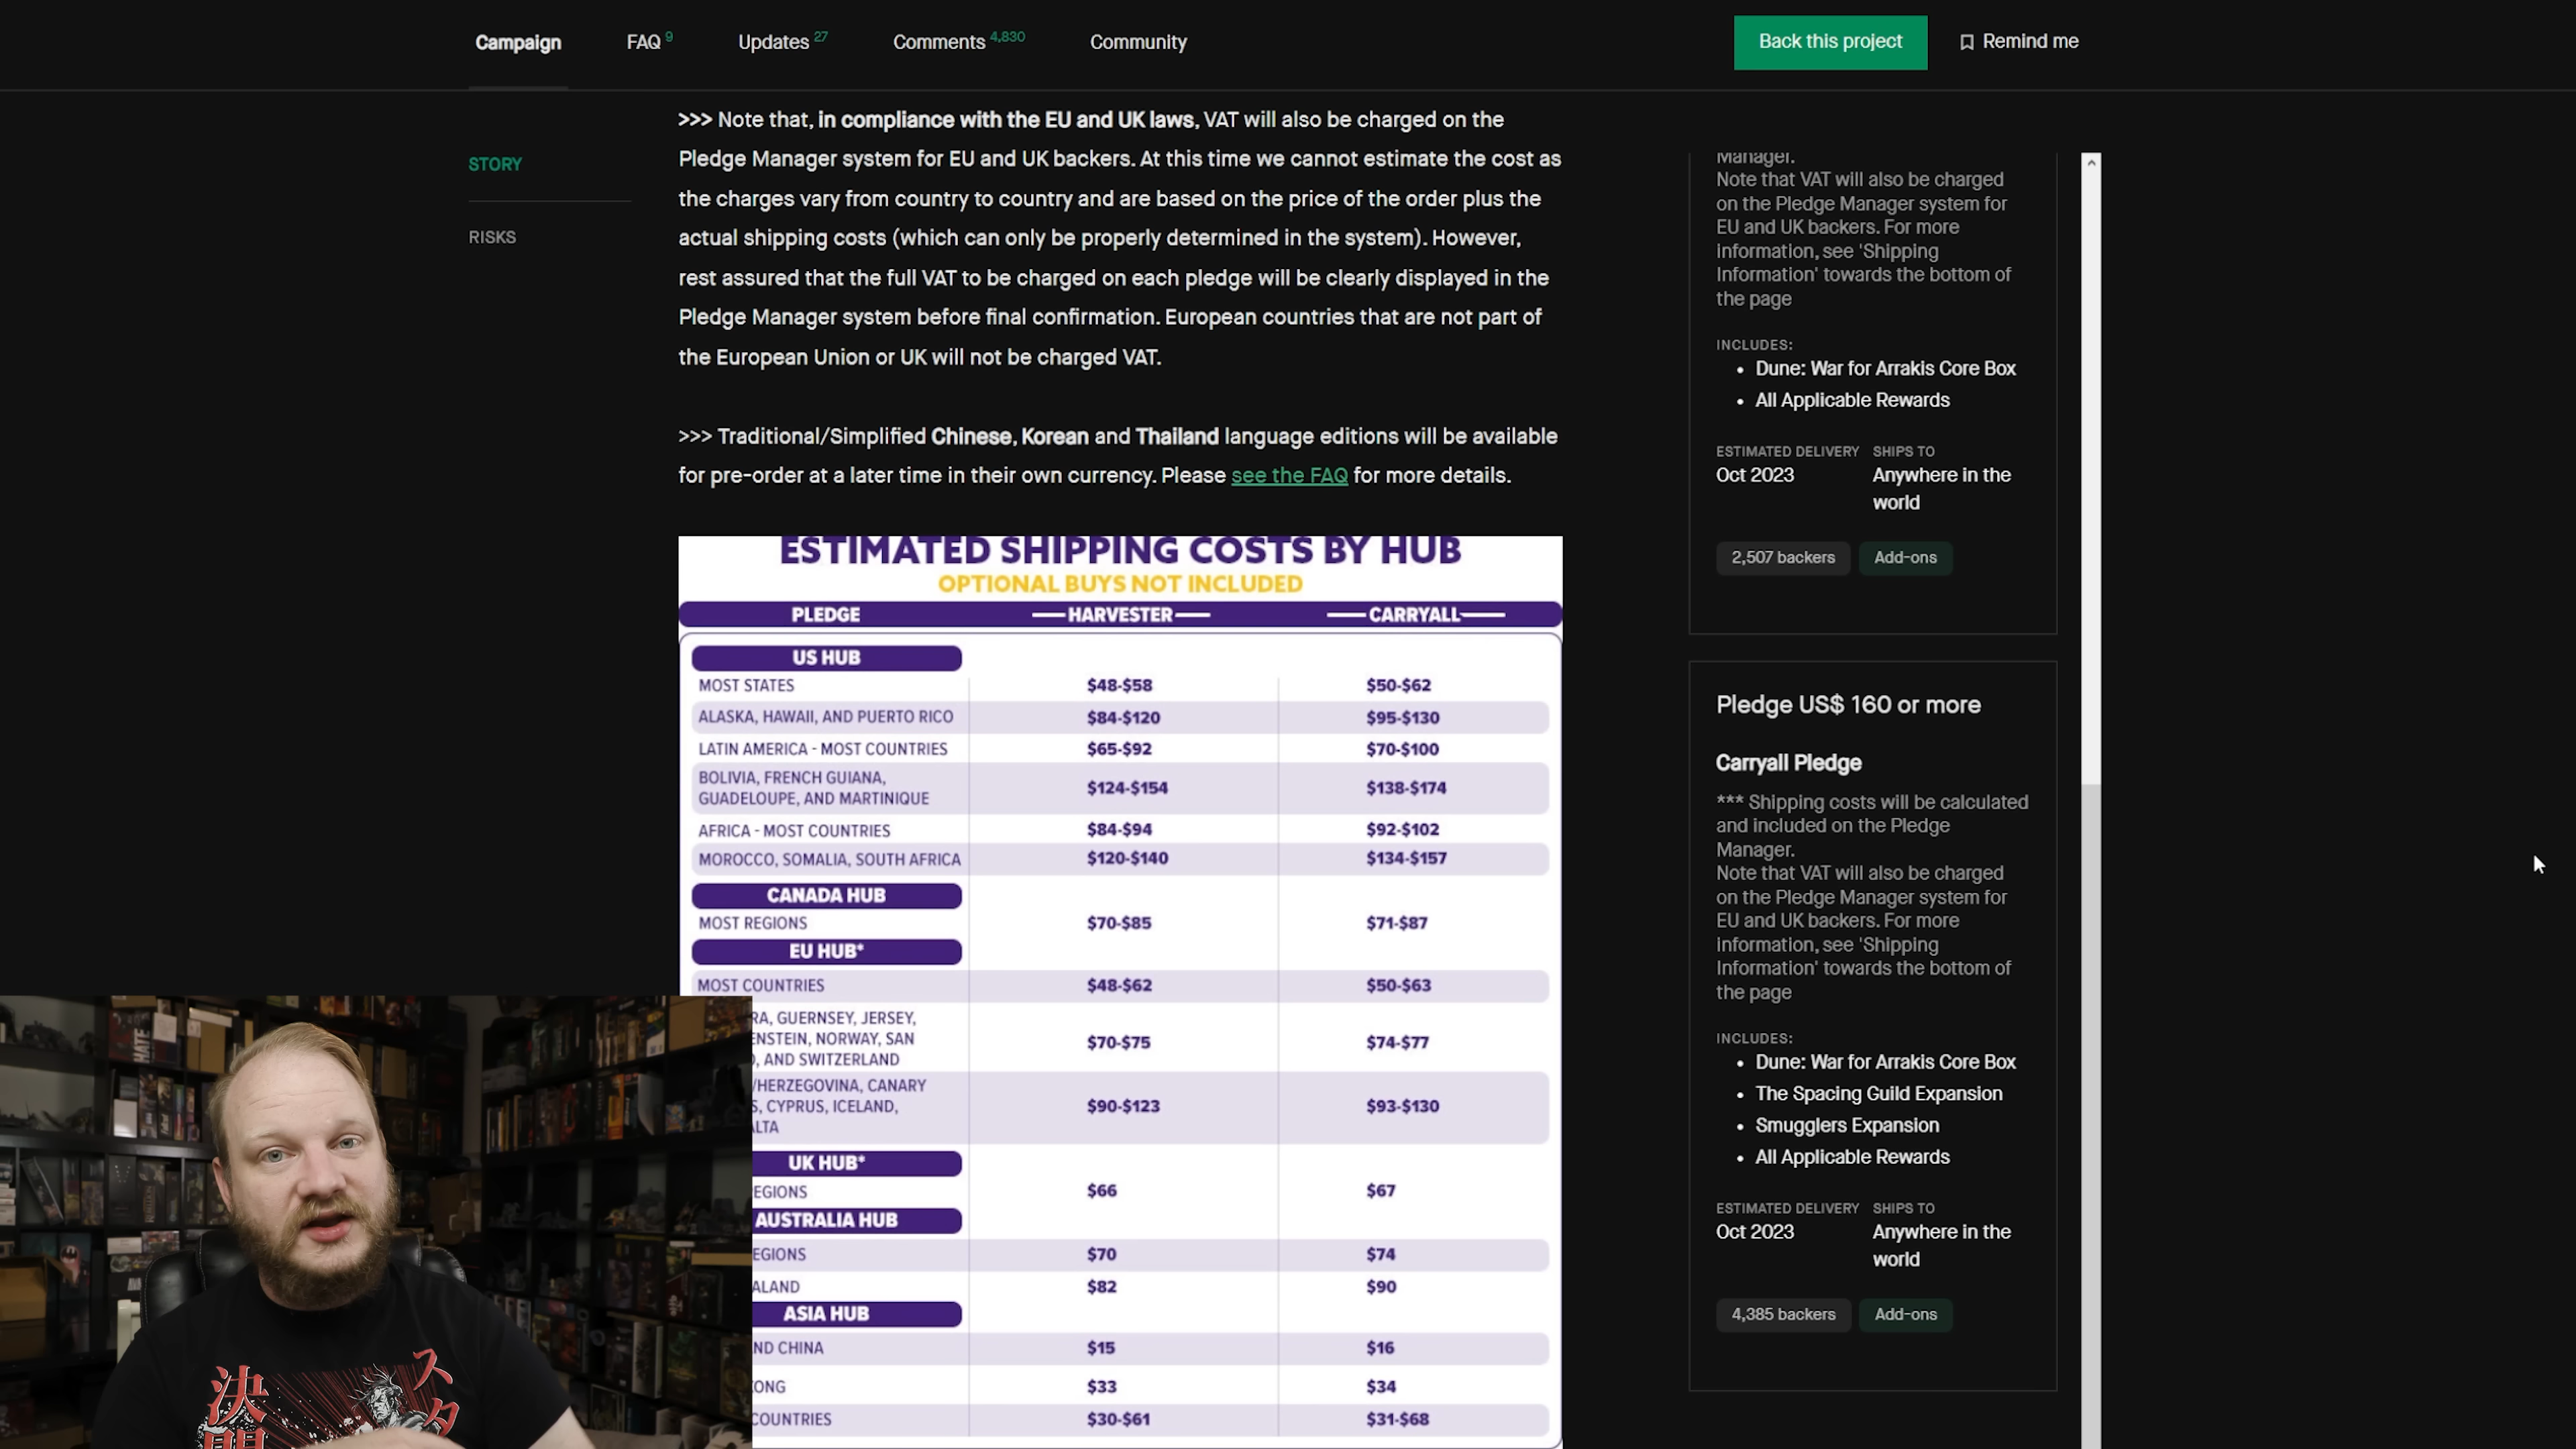 Campaign
FAQ 9
Updates 27
Comments 4,830
Community
Back this project
Remind me
STORY
RISKS
>>> Note that, in compliance with the EU and UK laws, VAT will also be charged on the
Pledge Manager system for EU and UK backers. At this time we cannot estimate the cost as
the charges vary from country to country and are based on the price of the order plus the
actual shipping costs (which can only be properly determined in the system). However,
rest assured that the full VAT to be charged on each pledge will be clearly displayed in the
Pledge Manager system before final confirmation. European countries that are not part of
the European Union or UK will not be charged VAT.
>>> Traditional/Simplified Chinese, Korean and Thailand language editions will be available
for pre-order at a later time in their own currency. Please see the FAQ for more details.
ESTIMATED SHIPPING COSTS BY HUB
OPTIONAL BUYS NOT INCLUDED
PLEDGE HARVESTER CARRYALL
US HUB
MOST STATES $48-$58 $50-$62
ALASKA, HAWAII, AND PUERTO RICO $84-$120 $95-$130
LATIN AMERICA - MOST COUNTRIES $65-$92 $70-$100
BOLIVIA, FRENCH GUIANA,
GUADELOUPE, AND MARTINIQUE $124-$154 $138-$174
AFRICA - MOST COUNTRIES $84-$94 $92-$102
MOROCCO, SOMALIA, SOUTH AFRICA $120-$140 $134-$157
CANADA HUB
MOST REGIONS $70-$85 $71-$87
EU HUB*
MOST COUNTRIES $48-$62 $50-$63
RA, GUERNSEY, JERSEY,
ENSTEIN, NORWAY, SAN
, AND SWITZERLAND $70-$75 $74-$77
/HERZEGOVINA, CANARY
S, CYPRUS, ICELAND,
ALTA $90-$123 $93-$130
UK HUB*
EGIONS $66 $67
AUSTRALIA HUB
EGIONS $70 $74
ALAND $82 $90
ASIA HUB
ND CHINA $15 $16
ONG $33 $34
COUNTRIES $30-$61 $31-$68
Manager.
Note that VAT will also be charged
on the Pledge Manager system for
EU and UK backers. For more
information, see 'Shipping
Information' towards the bottom of
the page
INCLUDES:
• Dune: War for Arrakis Core Box
• All Applicable Rewards
ESTIMATED DELIVERY SHIPS TO
Oct 2023 Anywhere in the
world
2,507 backers Add-ons
Pledge US$ 160 or more
Carryall Pledge
*** Shipping costs will be calculated
and included on the Pledge
Manager.
Note that VAT will also be charged
on the Pledge Manager system for
EU and UK backers. For more
information, see 'Shipping
Information' towards the bottom of
the page
INCLUDES:
• Dune: War for Arrakis Core Box
• The Spacing Guild Expansion
• Smugglers Expansion
• All Applicable Rewards
ESTIMATED DELIVERY SHIPS TO
Oct 2023 Anywhere in the
world
4,385 backers Add-ons
HATE
決
スタ